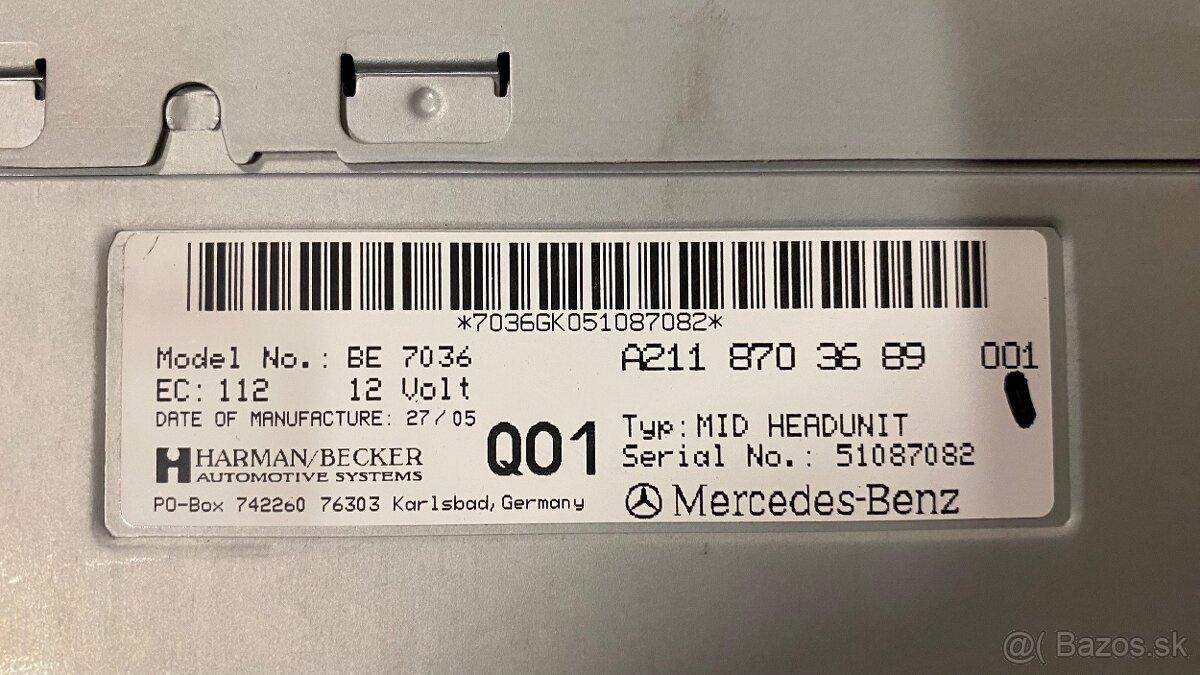 *7036GK051087082*
Model No.: BE 7036
A211 870 36 89 001
EC: 112 12 Volt
DATE OF MANUFACTURE: 27/05
Q01
Typ: MID HEADUNIT
Serial No.: 51087082
HARMAN/BECKER
AUTOMOTIVE SYSTEMS
Mercedes-Benz
PO-Box 742260 76303 Karlsbad, Germany
@( Bazos.sk